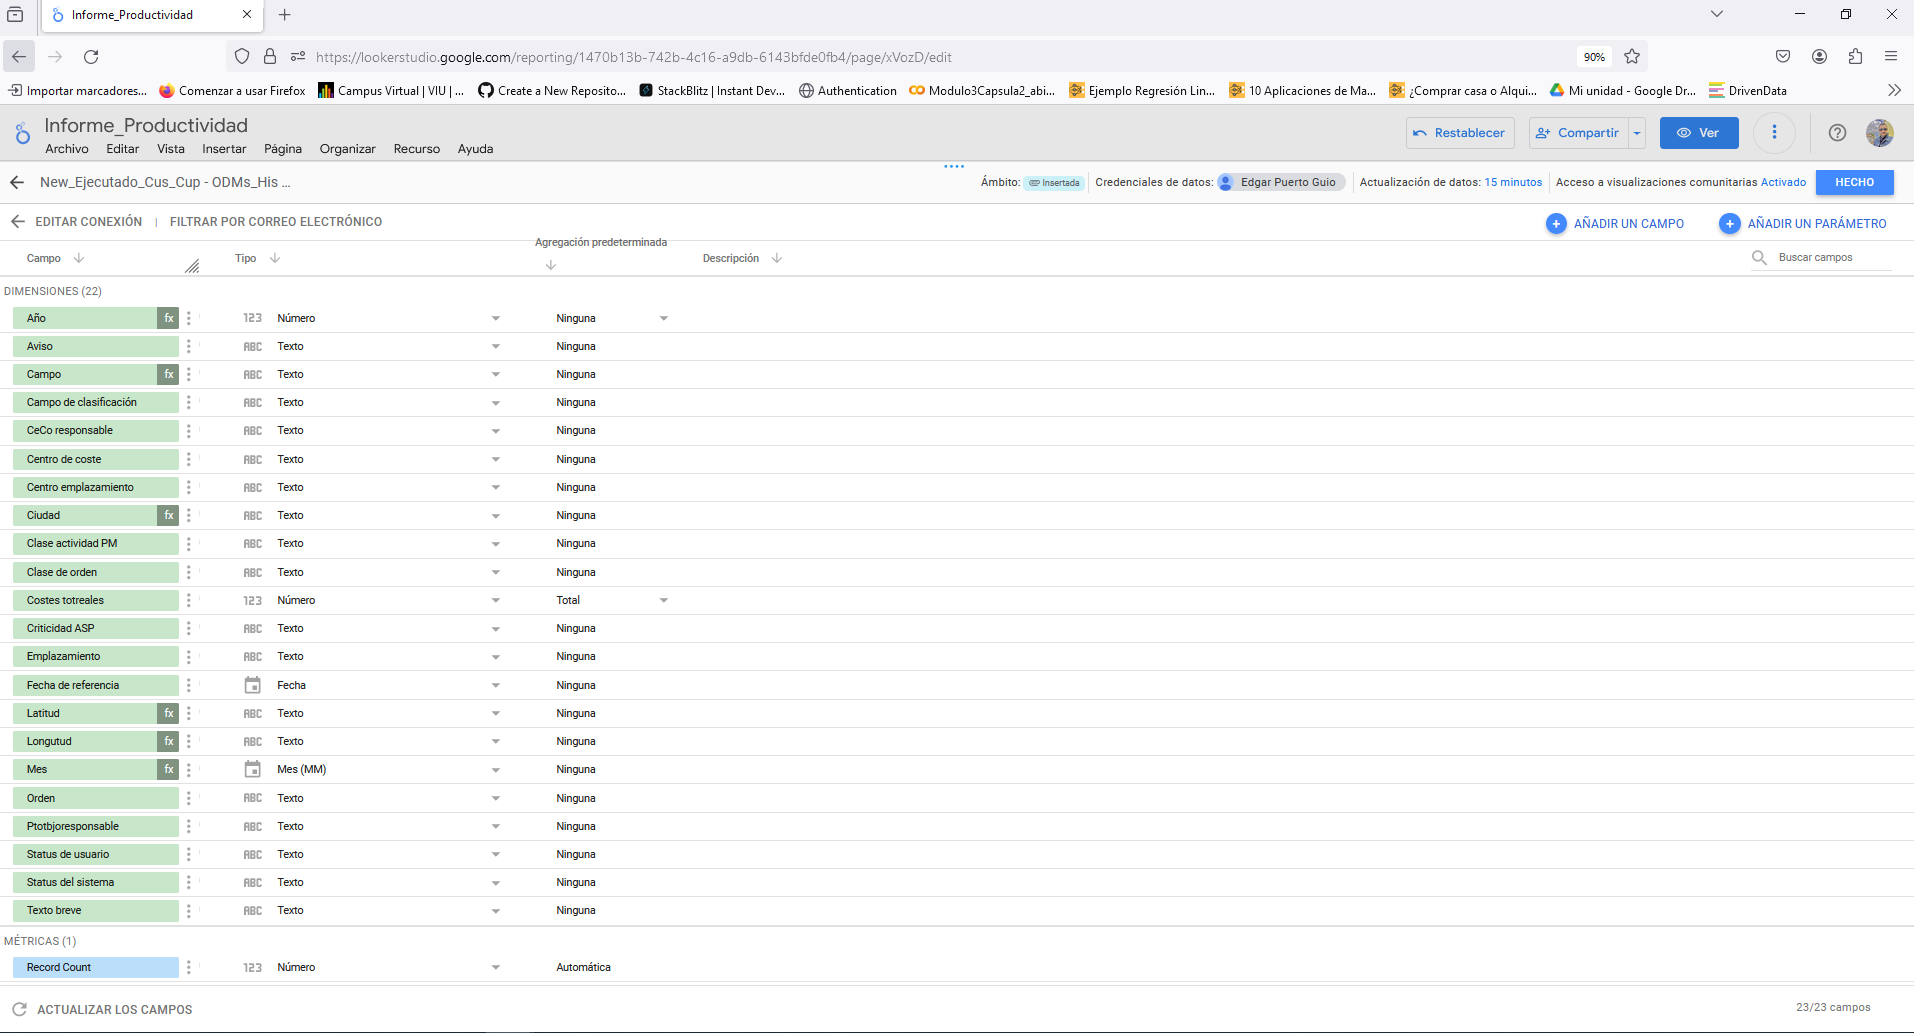 Informe_Productividad
https://lookerstudio.google.com/reporting/1470b13b-742b-4c16-a9db-6143bfde0fb4/page/xVozD/edit
90%
Importar marcadores... Comenzar a usar Firefox Campus Virtual | VIU | ... Create a New Reposito... StackBlitz | Instant Dev... Authentication Modulo3Capsula2_abi... Ejemplo Regresión Lin... 10 Aplicaciones de Ma... ¿Comprar casa o Alqui... Mi unidad - Google Dr... DrivenData
Informe_Productividad
Archivo Editar Vista Insertar Página Organizar Recurso Ayuda
Restablecer Compartir Ver
New_Ejecutado_Cus_Cup - ODMs_His ...
Ámbito: Insertada Credenciales de datos: Edgar Puerto Guio Actualización de datos: 15 minutos Acceso a visualizaciones comunitarias Activado HECHO
EDITAR CONEXIÓN | FILTRAR POR CORREO ELECTRÓNICO
AÑADIR UN CAMPO AÑADIR UN PARÁMETRO
Campo Tipo Agregación predeterminada Descripción Buscar campos
DIMENSIONES (22)
Año fx 123 Número Ninguna
Aviso ABC Texto Ninguna
Campo fx ABC Texto Ninguna
Campo de clasificación ABC Texto Ninguna
CeCo responsable ABC Texto Ninguna
Centro de coste ABC Texto Ninguna
Centro emplazamiento ABC Texto Ninguna
Ciudad fx ABC Texto Ninguna
Clase actividad PM ABC Texto Ninguna
Clase de orden ABC Texto Ninguna
Costes totreales 123 Número Total
Criticidad ASP ABC Texto Ninguna
Emplazamiento ABC Texto Ninguna
Fecha de referencia Fecha Ninguna
Latitud fx ABC Texto Ninguna
Longutud fx ABC Texto Ninguna
Mes fx Mes (MM) Ninguna
Orden ABC Texto Ninguna
Ptotbjoresponsable ABC Texto Ninguna
Status de usuario ABC Texto Ninguna
Status del sistema ABC Texto Ninguna
Texto breve ABC Texto Ninguna
MÉTRICAS (1)
Record Count 123 Número Automática
ACTUALIZAR LOS CAMPOS
23/23 campos